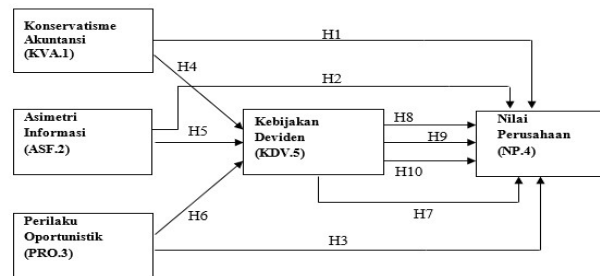 Konservatisme
Akuntansi
(KVA.1)
H1
H4
H2
Asimetri
Informasi
(ASF.2)
H5
Kebijakan
Deviden
(KDV.5)
H8
H9
H10
Nilai
Perusahaan
(NP.4)
H6
H7
Perilaku
Oportunistik
(PRO.3)
H3